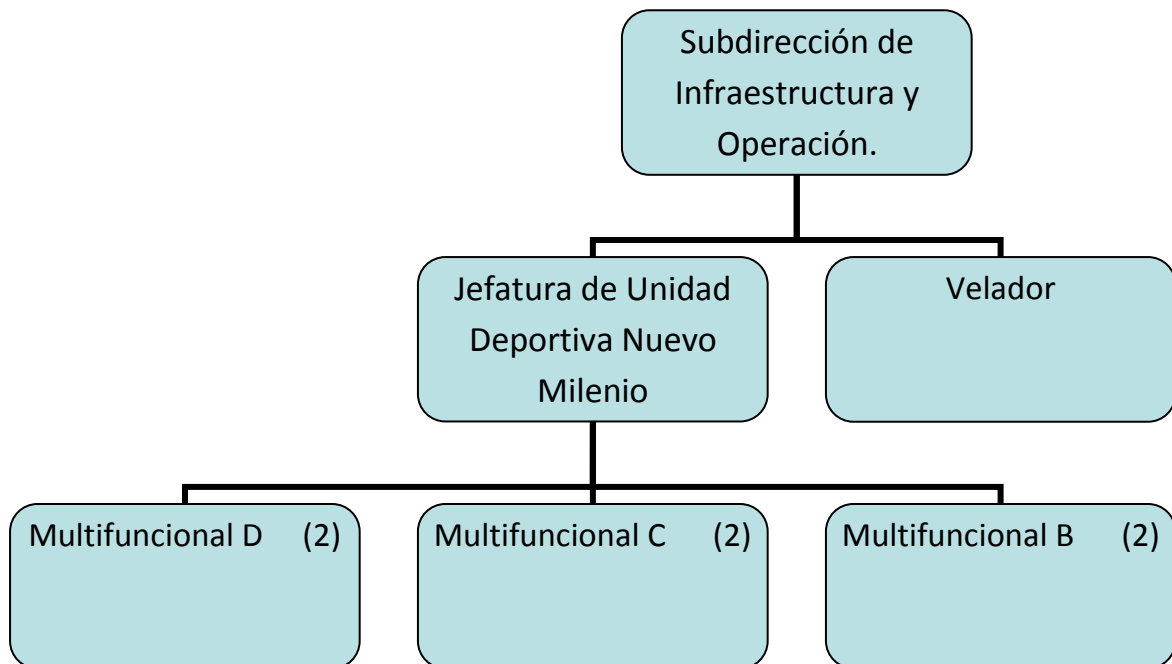 Subdirección de
Infraestructura y
Operación.
Jefatura de Unidad
Deportiva Nuevo
Milenio
Velador
Multifuncional D (2)
Multifuncional C (2)
Multifuncional B (2)